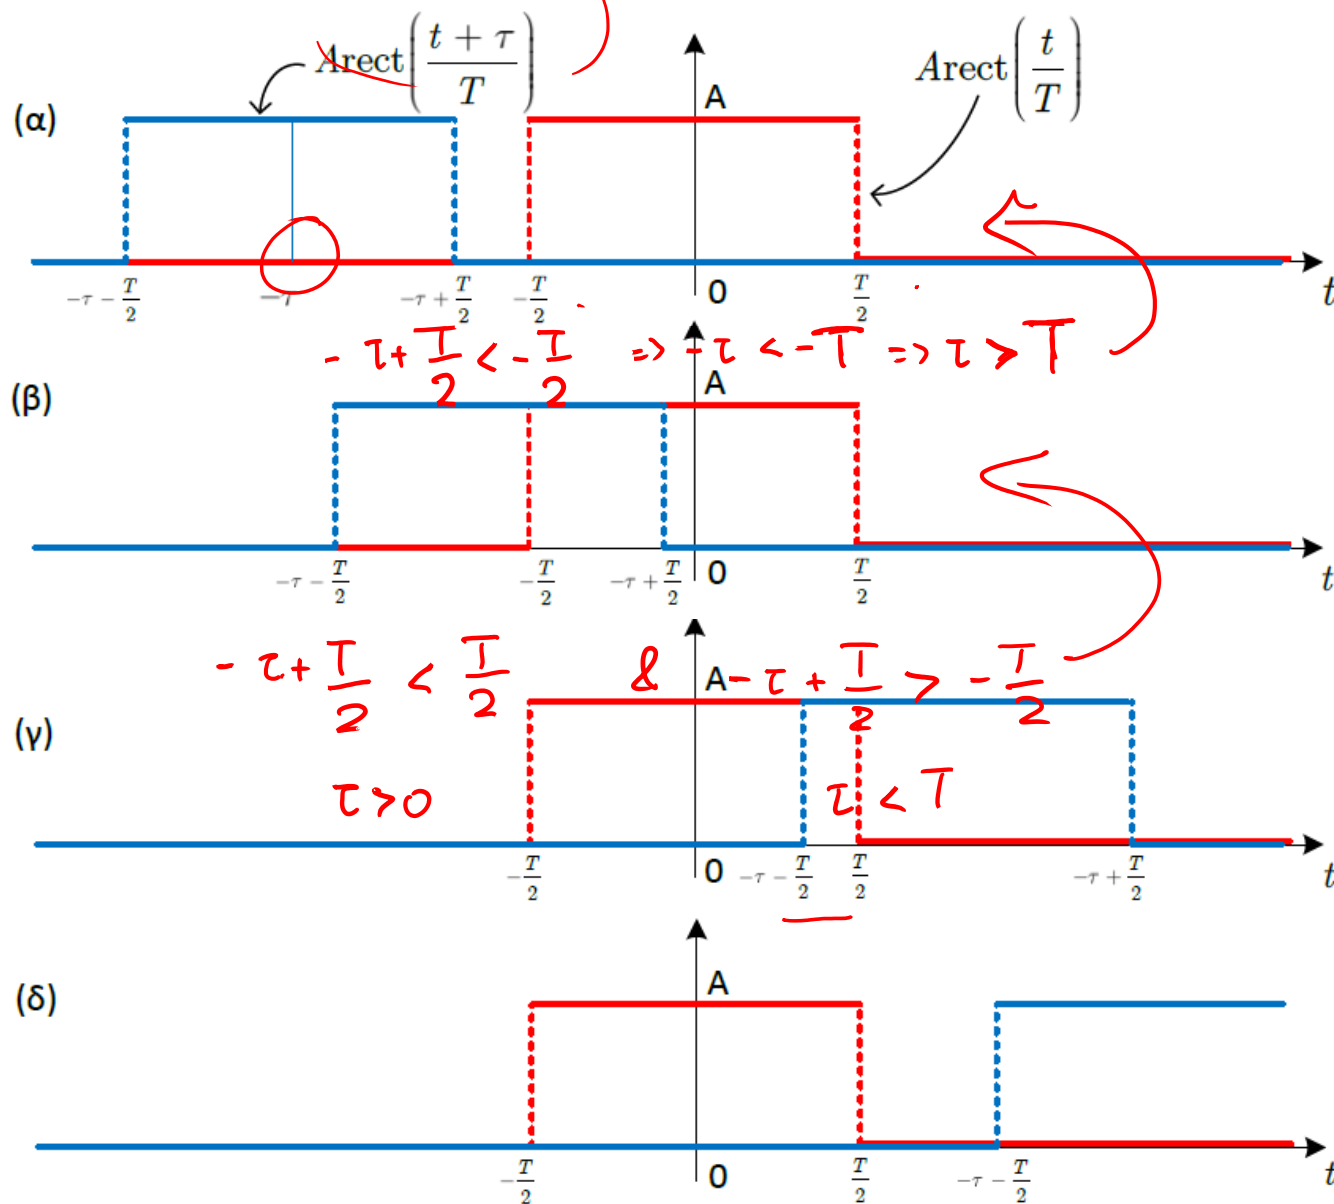 Arect(t + τ / T)
Arect(t / T)
(α)
A
-τ - T/2
-τ
-τ + T/2
-T/2
0
T/2
t
-τ + T/2 < -T/2 => -τ < -T => τ > T
(β)
A
-τ - T/2
-T/2
-τ + T/2
0
T/2
t
-τ + T/2 < T/2 & -τ + T/2 > -T/2
(γ)
A
τ > 0
τ < T
-T/2
0
-τ - T/2
T/2
-τ + T/2
t
(δ)
A
-T/2
0
T/2
-τ - T/2
t